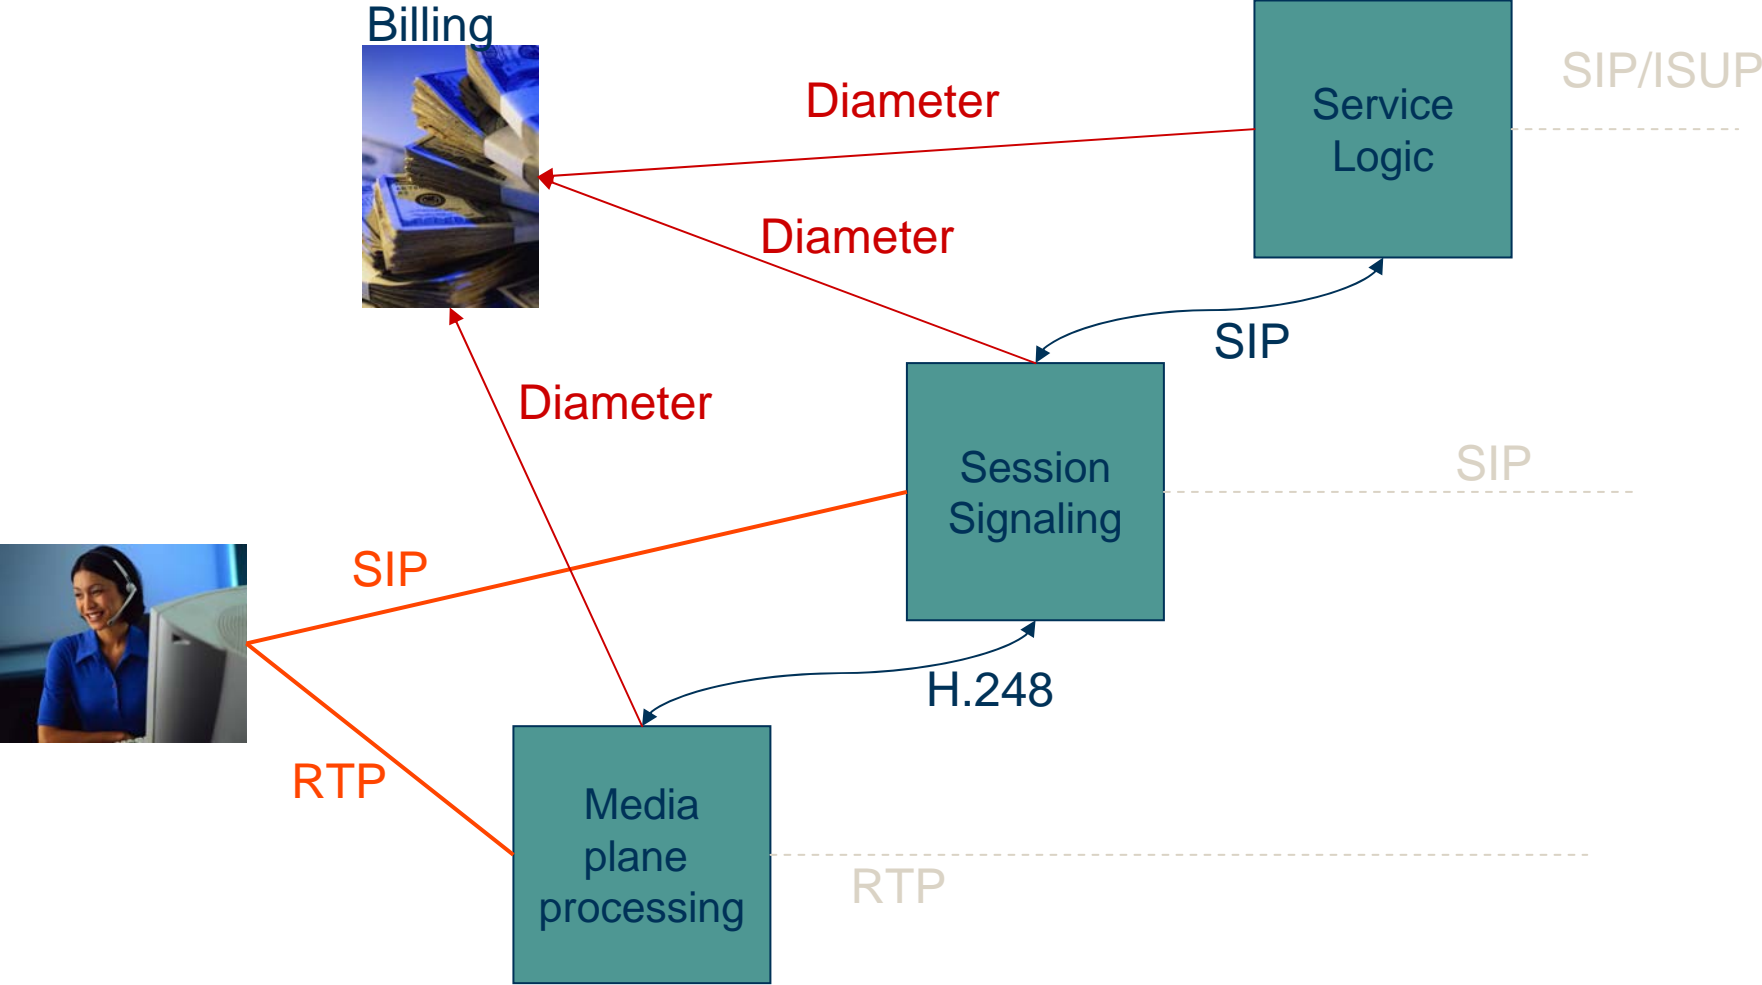 Billing
SIP/ISUP
Diameter
Service
Logic
Diameter
SIP
Diameter
Session
Signaling
SIP
SIP
H.248
RTP
Media
plane
processing
RTP